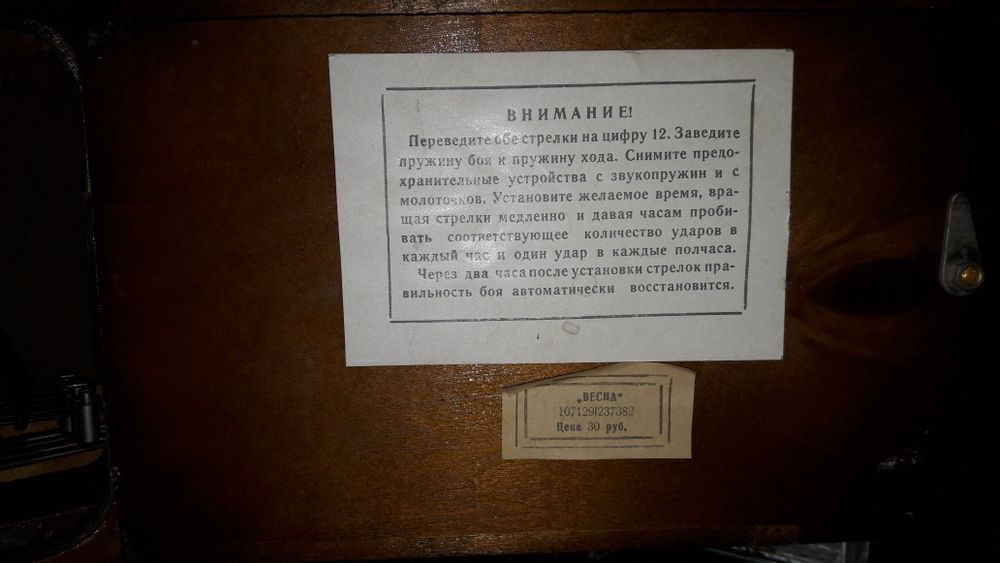 ВНИМАНИЕ!
Переведите обе стрелки на цифру 12. Заведите
пружину боя и пружину хода. Снимите предо-
хранительные устройства с звукопружин и с
молоточков. Установите желаемое время, вра-
щая стрелки медленно и давая часам проби-
вать соответствующее количество ударов в
каждый час и один удар в каждые полчаса.
Через два часа после установки стрелок пра-
вильность боя автоматически восстановится.
„ВЕСНА"
107129|237382
Цена 30 руб.